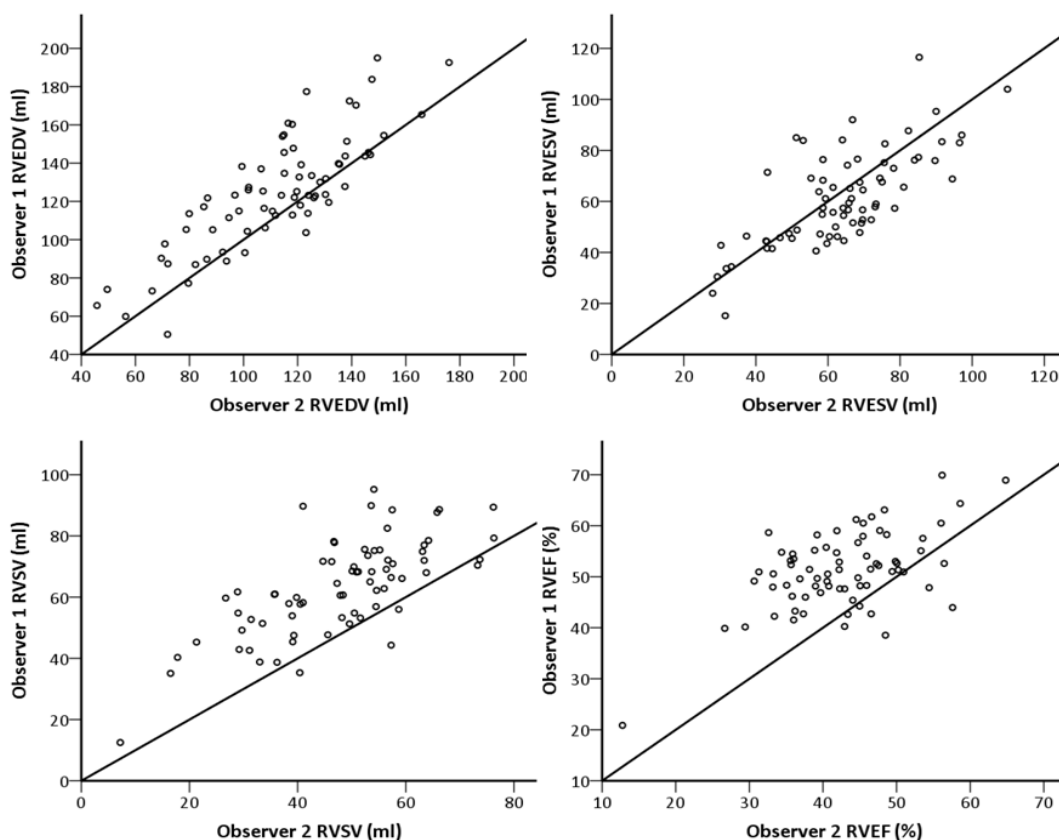 200
180
160
140
120
100
80
60
40
Observer 1 RVEDV (ml)
40 60 80 100 120 140 160 180 200
Observer 2 RVEDV (ml)
120
100
80
60
40
20
0
Observer 1 RVESV (ml)
0 20 40 60 80 100 120
Observer 2 RVESV (ml)
100
80
60
40
20
0
Observer 1 RVSV (ml)
0 20 40 60 80
Observer 2 RVSV (ml)
70
60
50
40
30
20
10
Observer 1 RVEF (%)
10 20 30 40 50 60 70
Observer 2 RVEF (%)